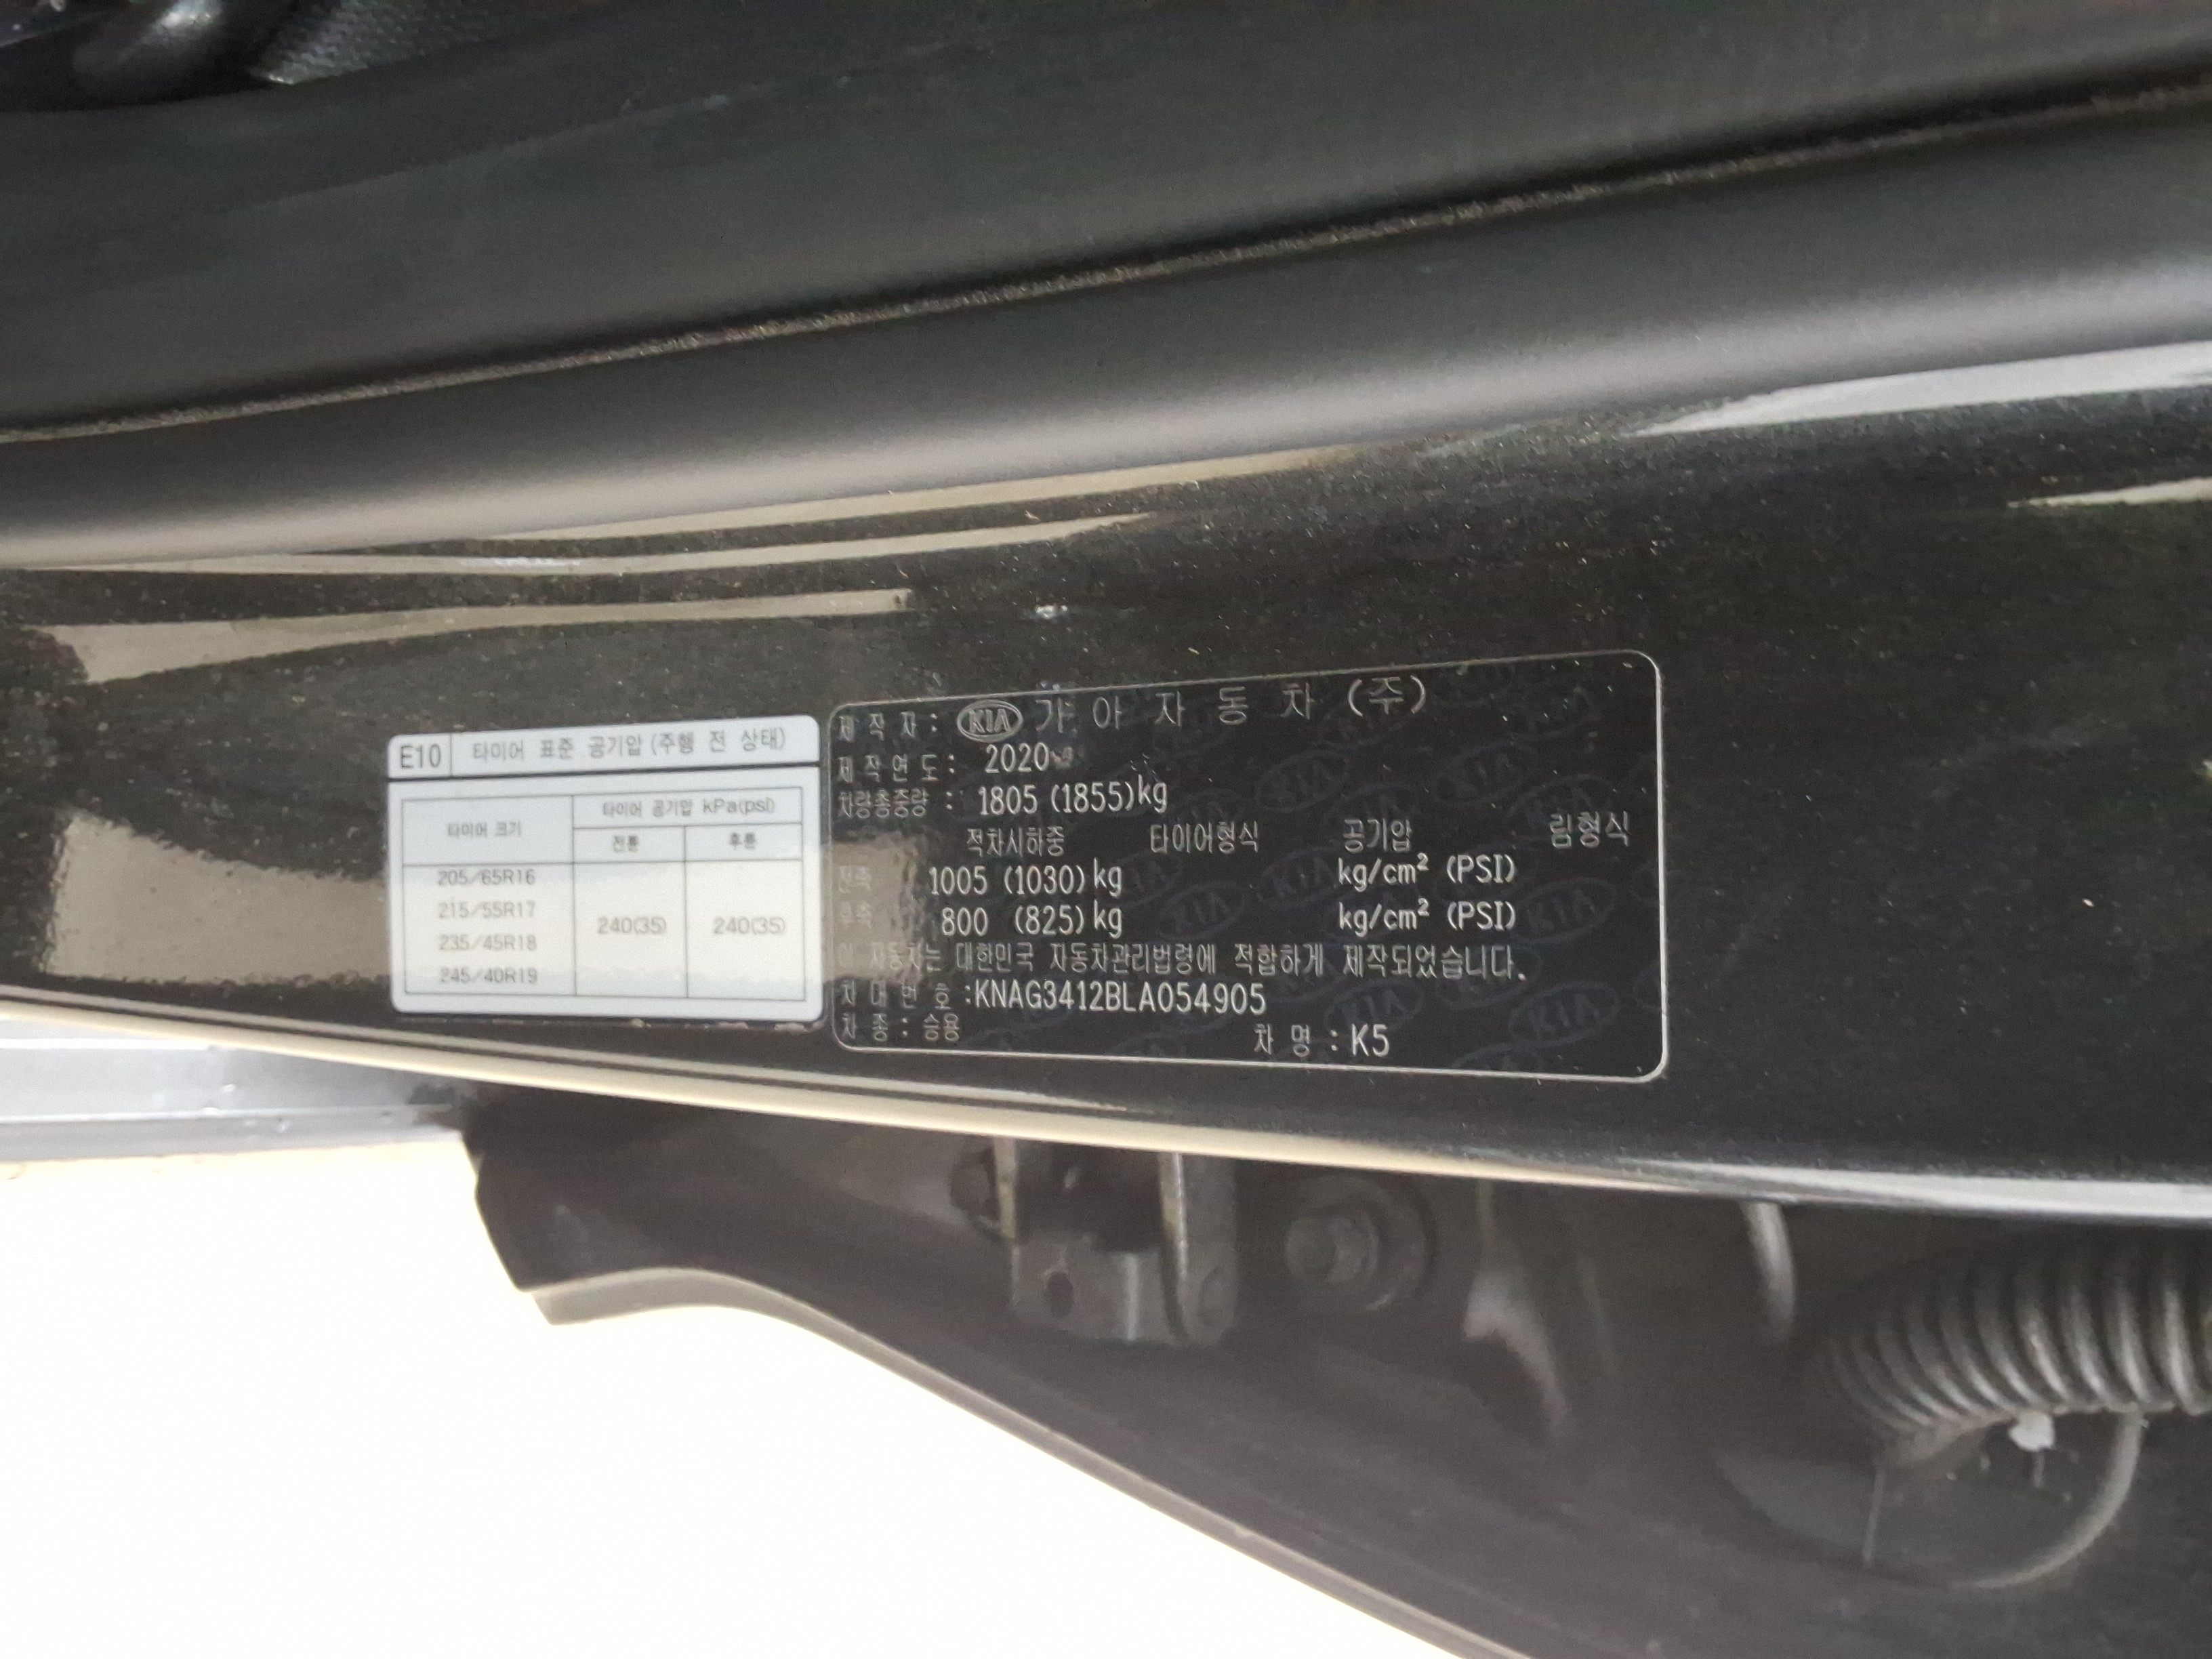 E10 타이어 표준 공기압 (주행 전 상태)
타이어 크기 타이어 공기압 kPa(psi)
전륜 후륜
205/65R16
215/55R17
235/45R18
245/40R19
240(35) 240(35)
제작자 : KIA 기아자동차 (주)
제작연도 : 2020
차량총중량 : 1805 (1855)kg
적차시하중 타이어형식 공기압 림형식
전축 1005 (1030)kg kg/cm² (PSI)
후축 800 (825)kg kg/cm² (PSI)
이 자동차는 대한민국 자동차관리법령에 적합하게 제작되었습니다.
차대번호 :KNAG3412BLA054905
차종 : 승용 차명 : K5